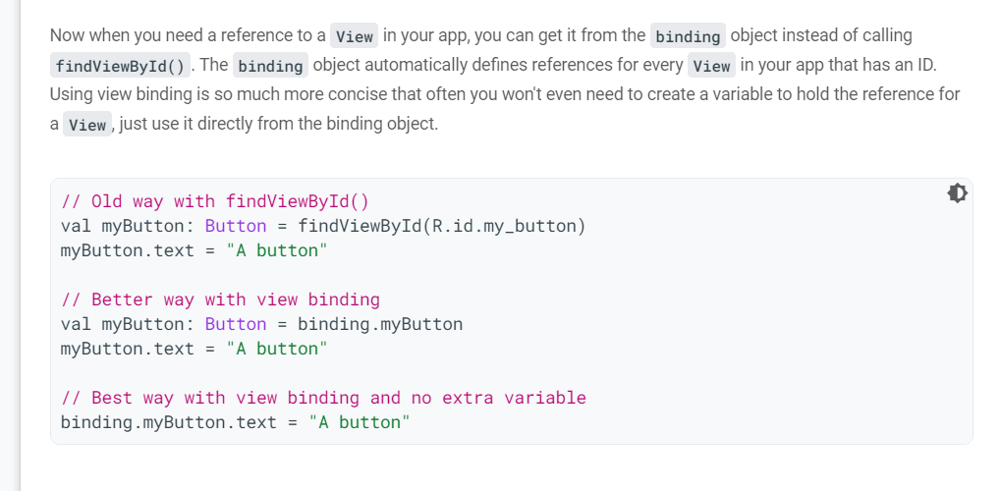 Now when you need a reference to a View in your app, you can get it from the binding object instead of calling
findViewById() . The binding object automatically defines references for every View in your app that has an ID.
Using view binding is so much more concise that often you won't even need to create a variable to hold the reference for
a View , just use it directly from the binding object.
// Old way with findViewById()
val myButton: Button = findViewById(R.id.my_button)
myButton.text = "A button"
// Better way with view binding
val myButton: Button = binding.myButton
myButton.text = "A button"
// Best way with view binding and no extra variable
binding.myButton.text = "A button"